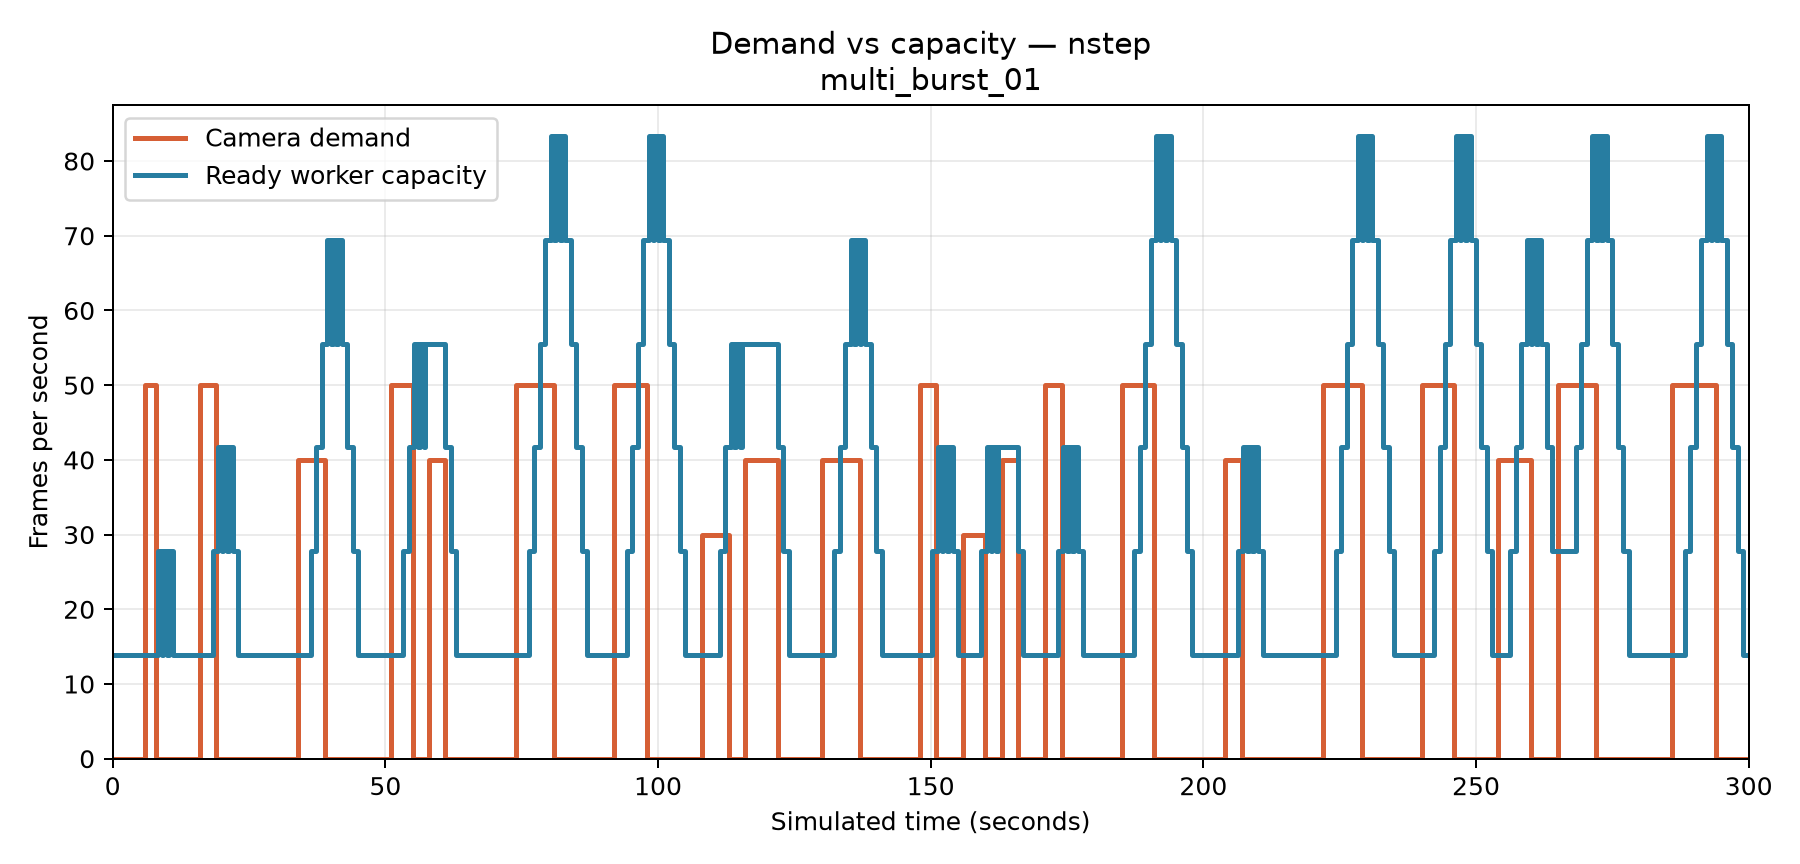 Demand vs capacity — nstep
multi_burst_01
Camera demand
Ready worker capacity
Frames per second
80
70
60
50
40
30
20
10
0
0 50 100 150 200 250 300
Simulated time (seconds)